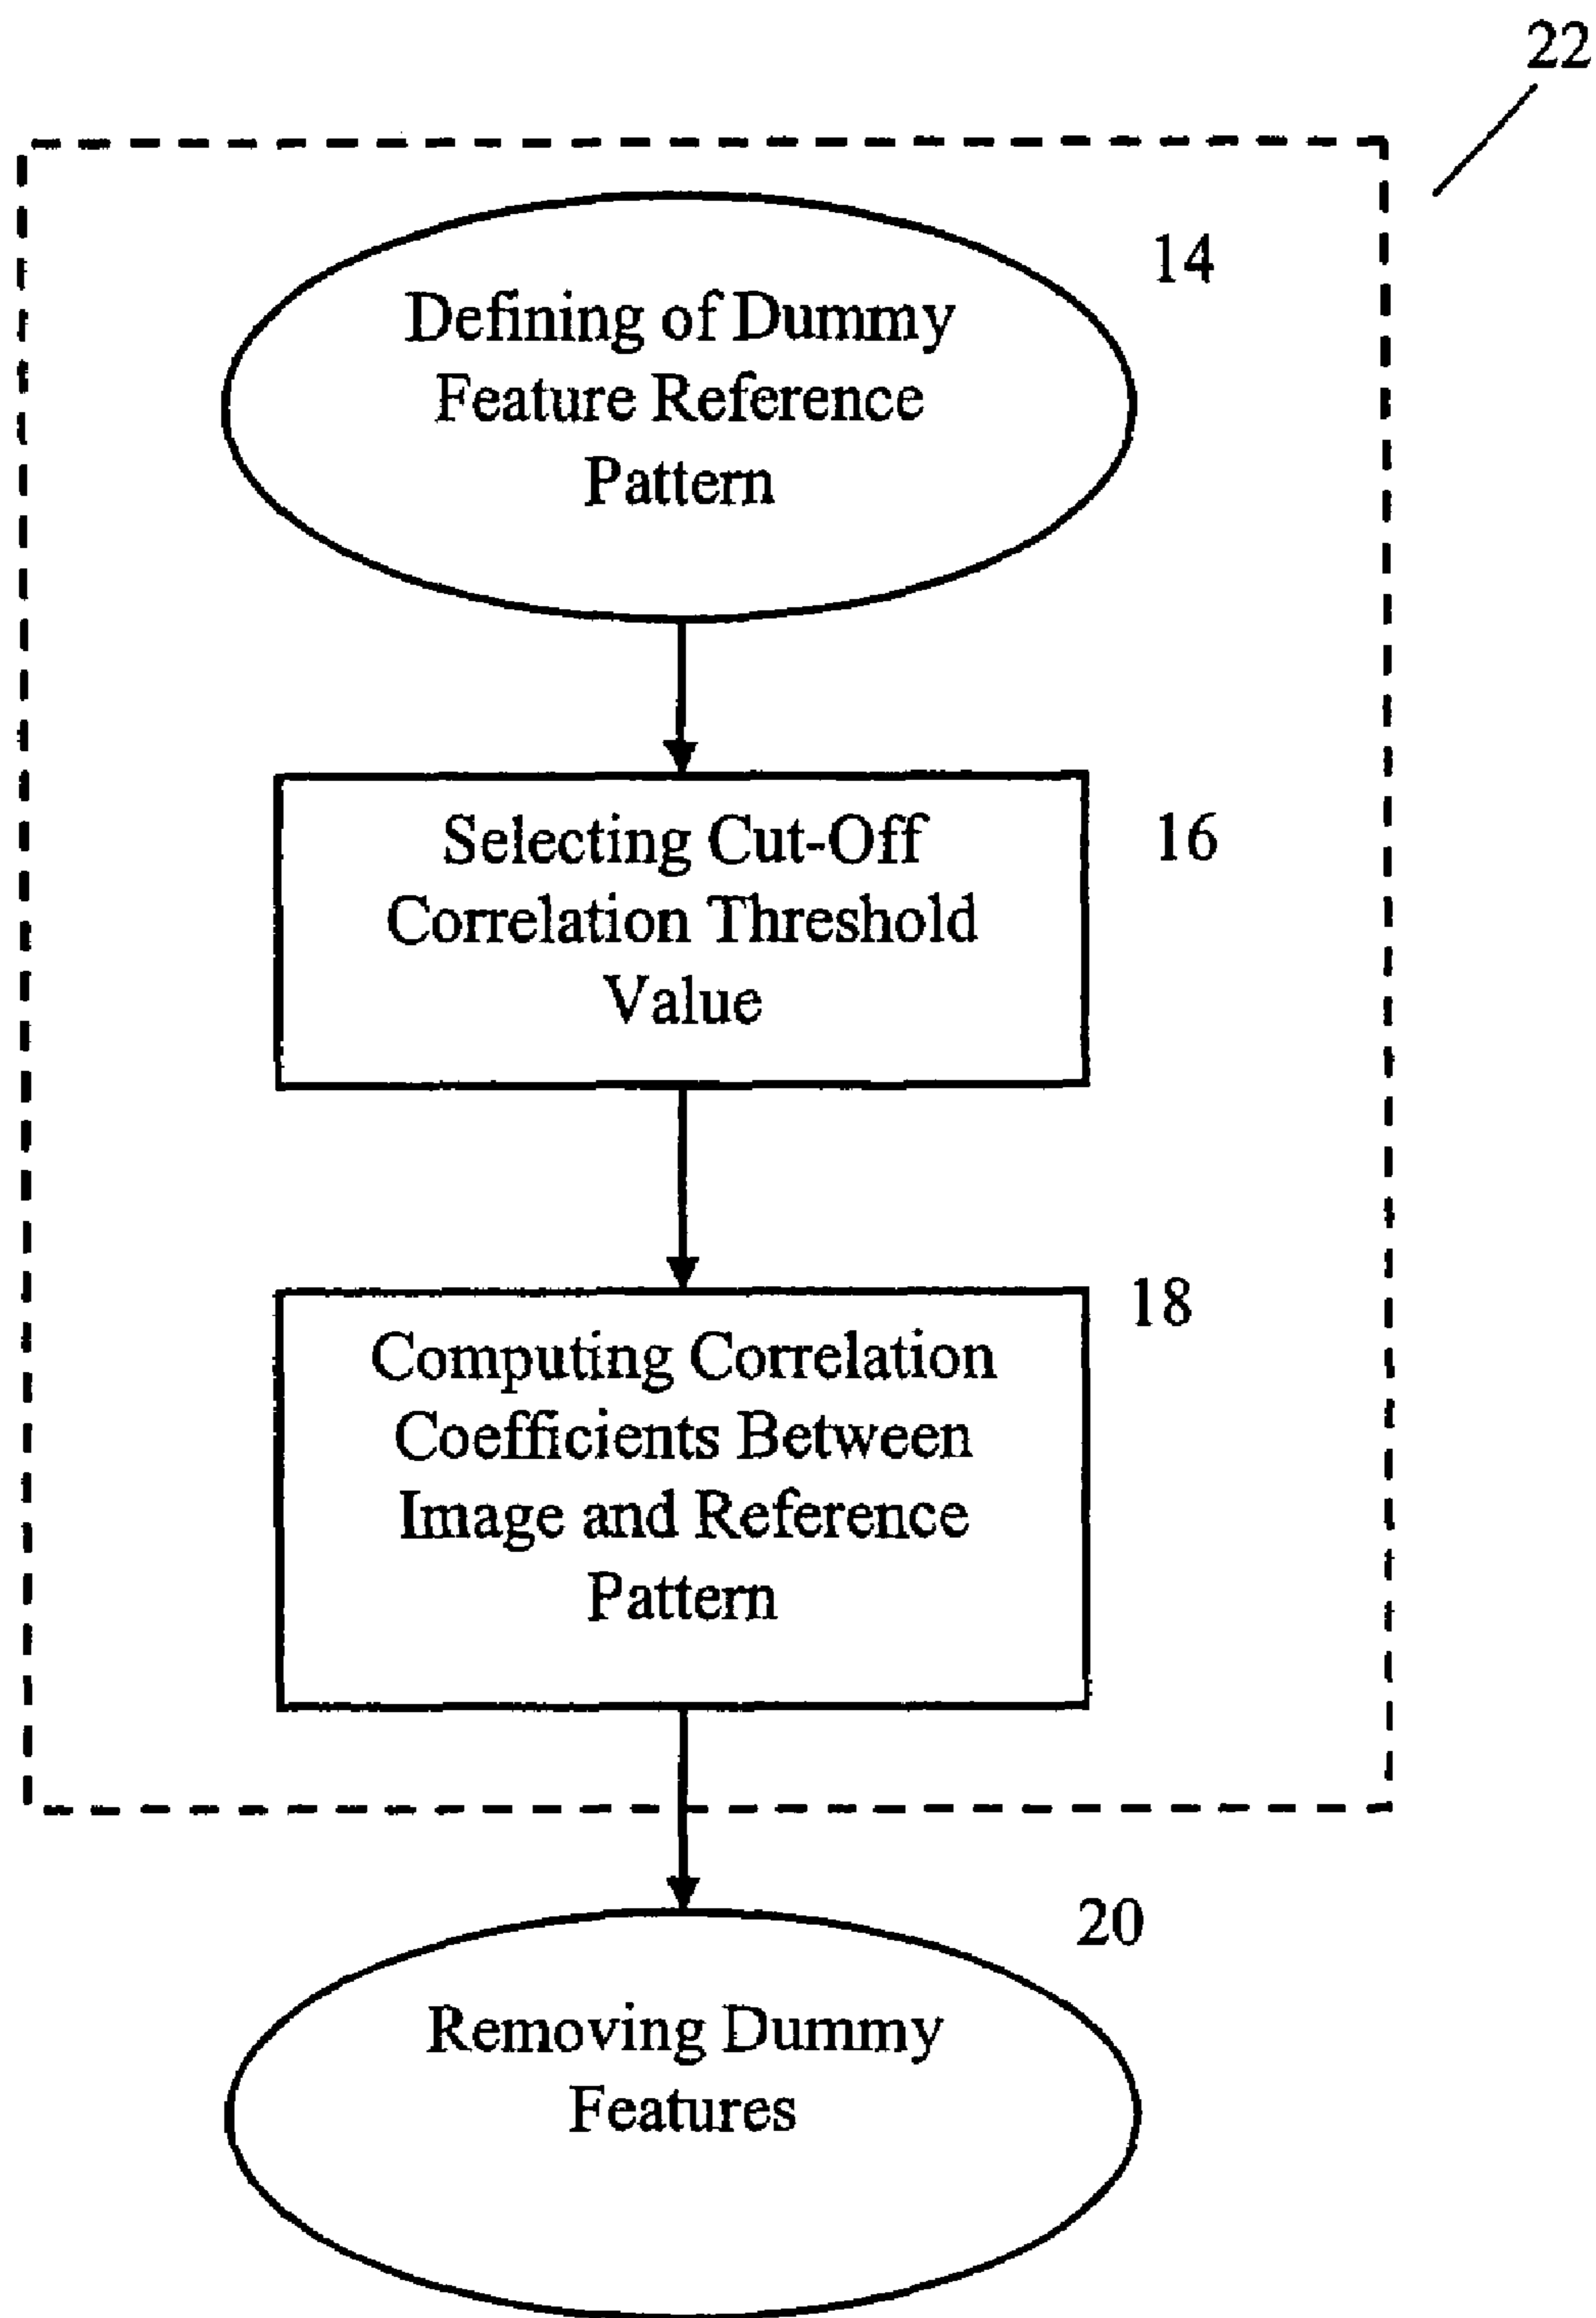 22
14
Defining of Dummy
Feature Reference
Pattern
16
Selecting Cut-Off
Correlation Threshold
Value
18
Computing Correlation
Coefficients Between
Image and Reference
Pattern
20
Removing Dummy
Features